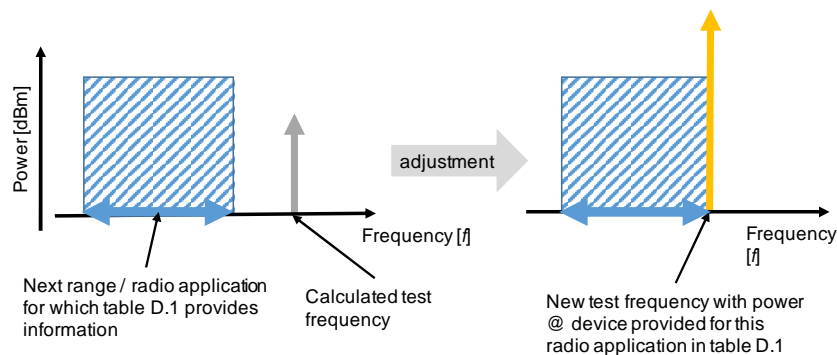 Power [dBm]
Frequency [f]
Next range / radio application
for which table D.1 provides
information
Calculated test
frequency
adjustment
Frequency
[f]
New test frequency with power
@ device provided for this
radio application in table D.1